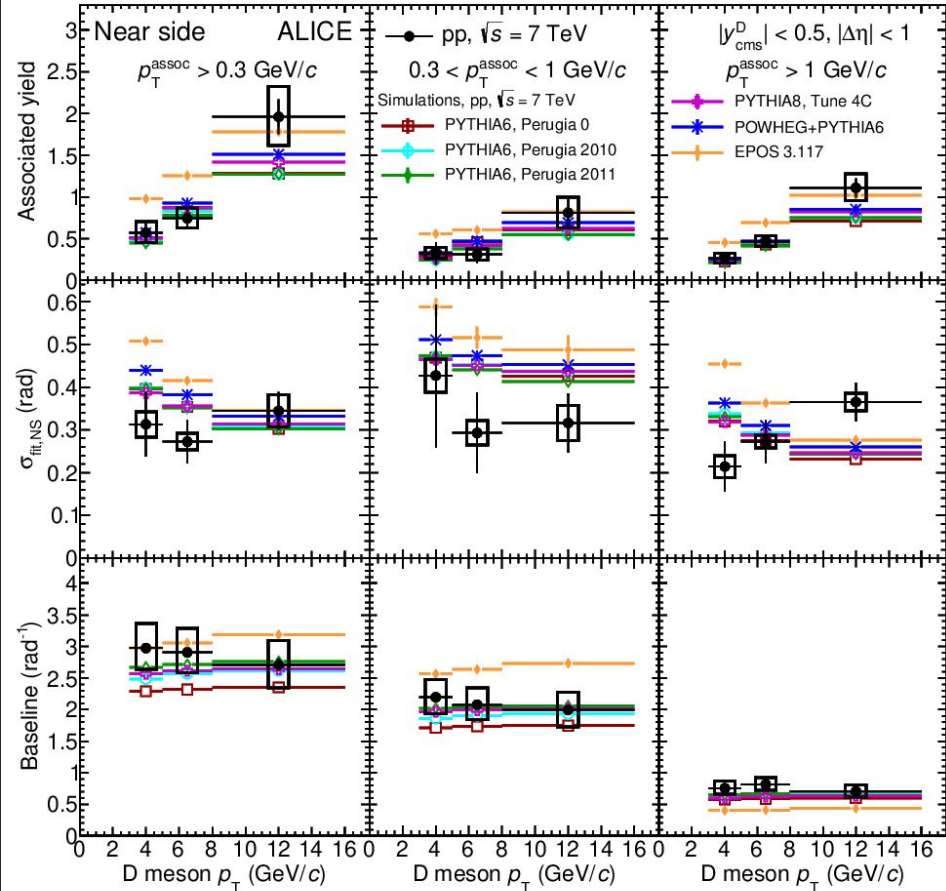 Near side ALICE
p_T^assoc > 0.3 GeV/c
pp, √s = 7 TeV
0.3 < p_T^assoc < 1 GeV/c
Simulations, pp, √s = 7 TeV
PYTHIA6, Perugia 0
PYTHIA6, Perugia 2010
PYTHIA6, Perugia 2011
|y_cms^D| < 0.5, |Δη| < 1
p_T^assoc > 1 GeV/c
PYTHIA8, Tune 4C
POWHEG+PYTHIA6
EPOS 3.117
Associated yield
3
2.5
2
1.5
1
0.5
0
σ_fit,NS (rad)
0.6
0.5
0.4
0.3
0.2
0.1
0
Baseline (rad⁻¹)
4
3.5
3
2.5
2
1.5
1
0.5
0
0 2 4 6 8 10 12 14 16
0 2 4 6 8 10 12 14 16
0 2 4 6 8 10 12 14 16
D meson p_T (GeV/c)
D meson p_T (GeV/c)
D meson p_T (GeV/c)